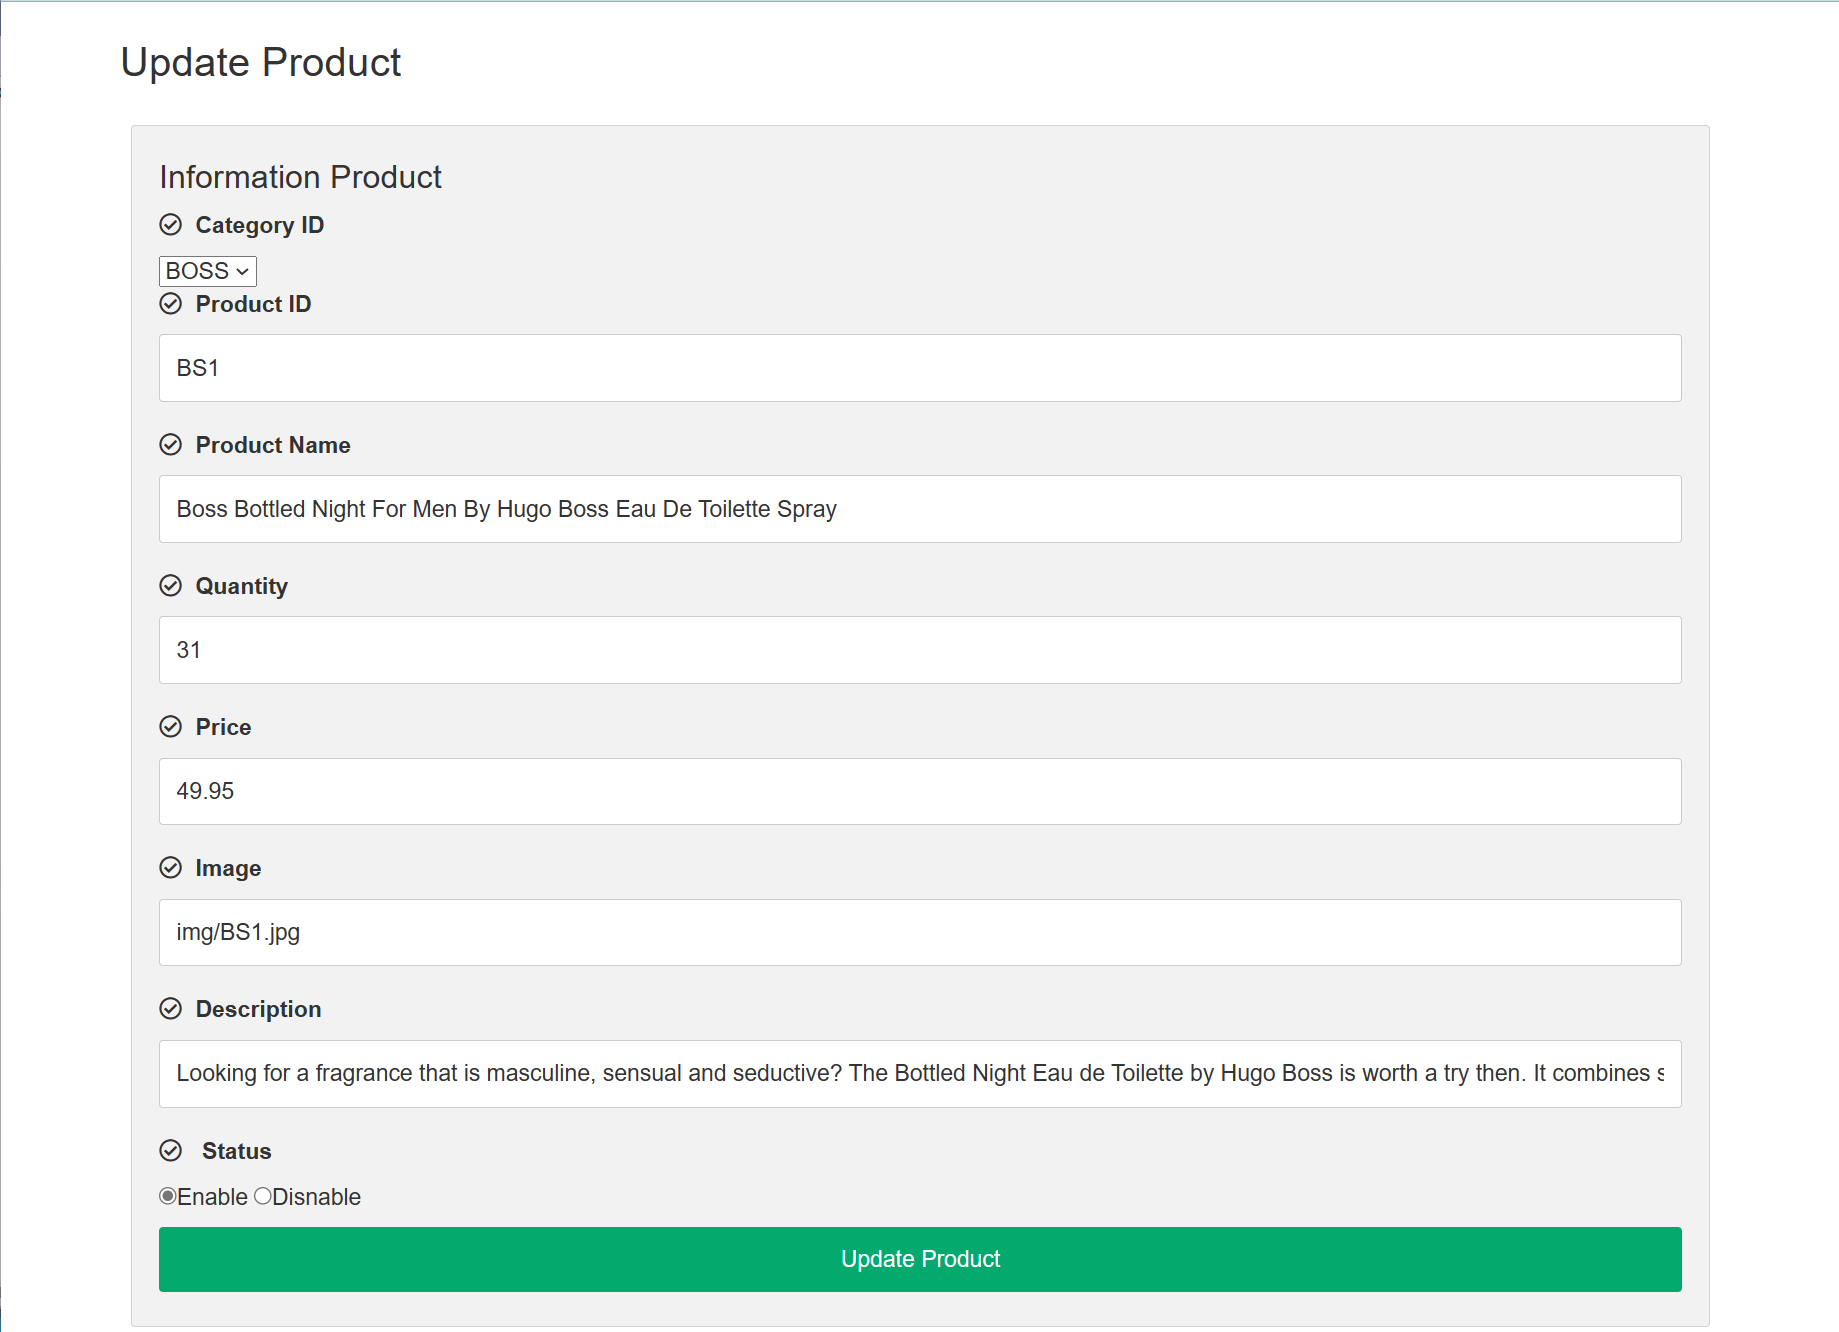 Update Product
Information Product
Category ID
BOSS
Product ID
BS1
Product Name
Boss Bottled Night For Men By Hugo Boss Eau De Toilette Spray
Quantity
31
Price
49.95
Image
img/BS1.jpg
Description
Looking for a fragrance that is masculine, sensual and seductive? The Bottled Night Eau de Toilette by Hugo Boss is worth a try then. It combines
Status
Enable Disnable
Update Product